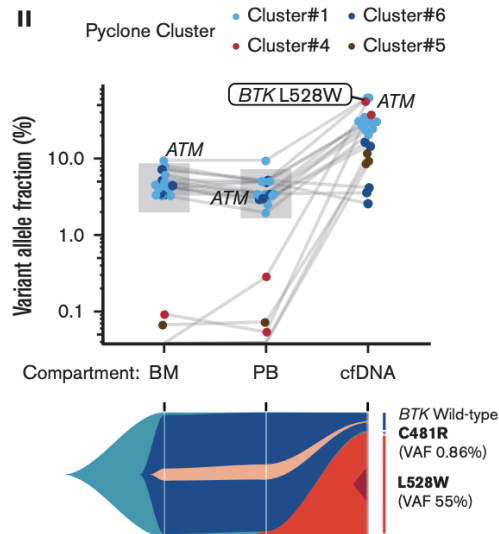 II
Pyclone Cluster
Cluster#1
Cluster#6
Cluster#4
Cluster#5
BTK L528W
ATM
ATM
ATM
Variant allele fraction (%)
10.0
1.0
0.1
Compartment: BM PB cfDNA
BTK Wild-type
C481R
(VAF 0.86%)
L528W
(VAF 55%)